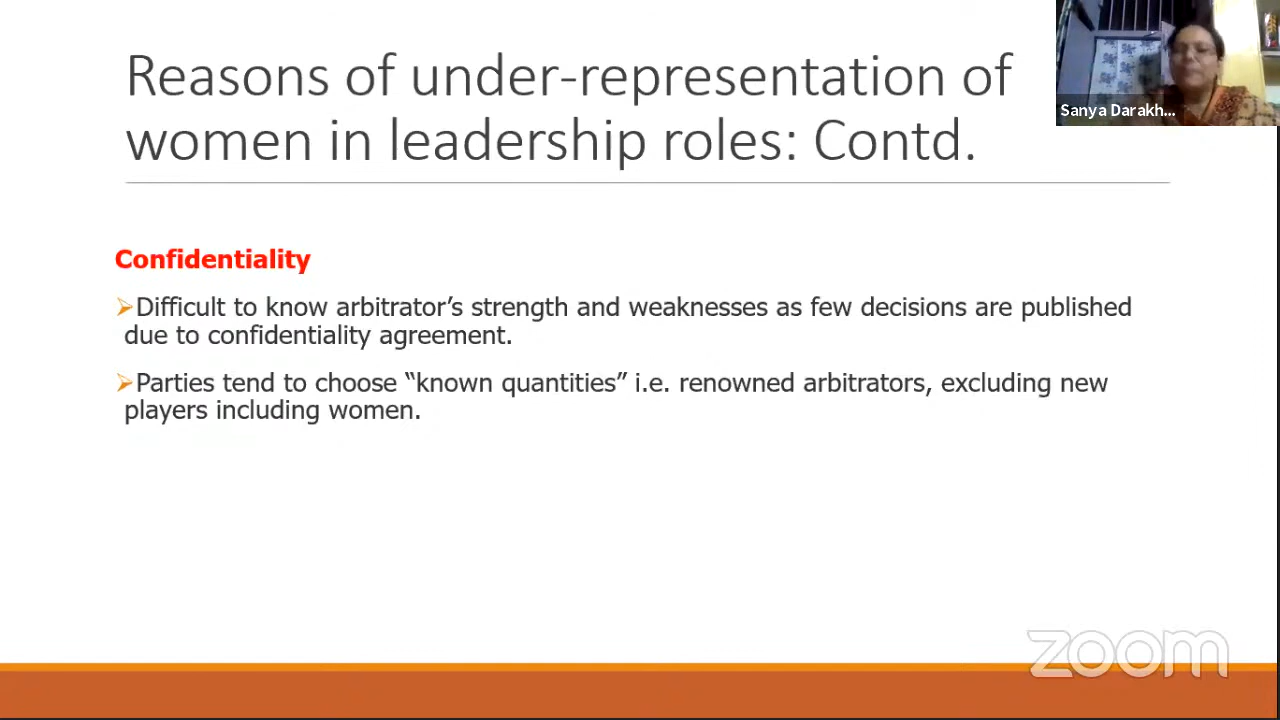 Reasons of under-representation of
women in leadership roles: Contd.
Sanya Darakh...
Confidentiality
➢Difficult to know arbitrator’s strength and weaknesses as few decisions are published
due to confidentiality agreement.
➢Parties tend to choose “known quantities” i.e. renowned arbitrators, excluding new
players including women.
zoom